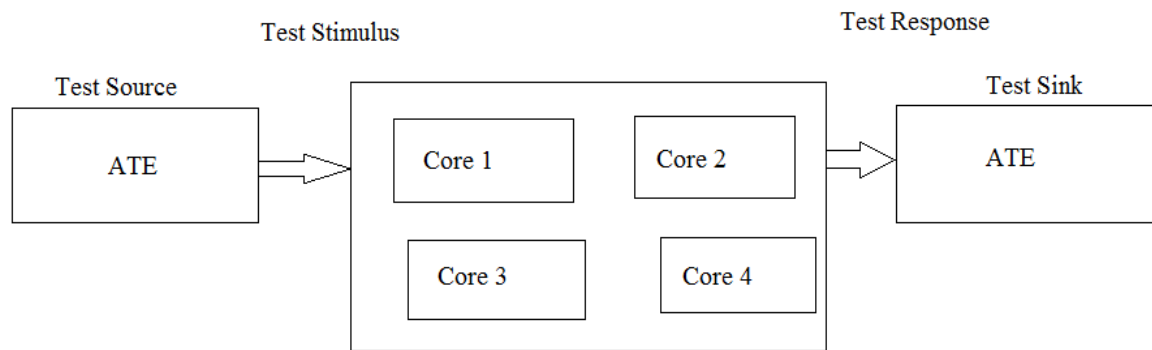 Test Stimulus
Test Response
Test Source
Test Sink
ATE
Core 1
Core 2
ATE
Core 3
Core 4